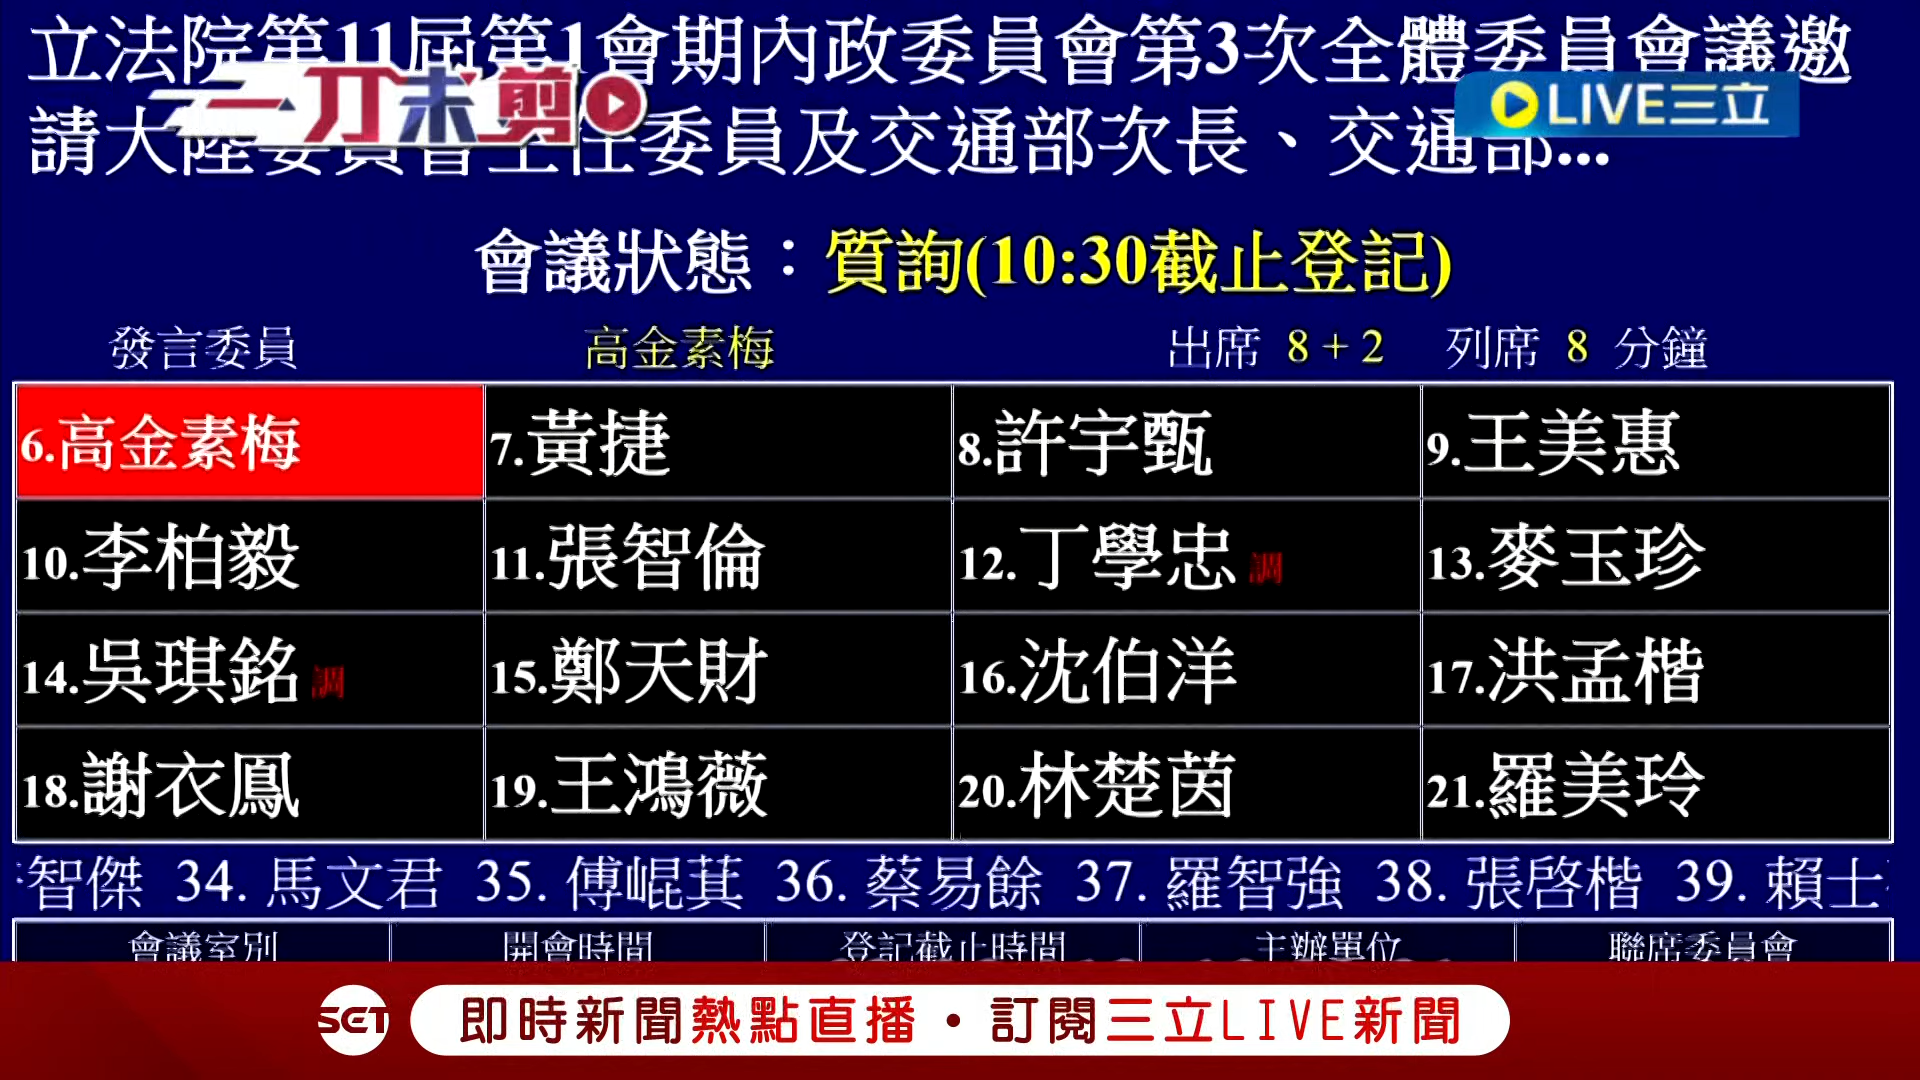 立法院第11屆第1會期內政委員會第3次全體委員會議邀
一刀未剪
LIVE三立
請大陸委員會主任委員及交通部次長、交通部...
會議狀態：質詢(10:30截止登記)
發言委員 高金素梅 出席 8 + 2 列席 8 分鐘
6.高金素梅 7.黃捷 8.許宇甄 9.王美惠
10.李柏毅 11.張智倫 12.丁學忠 調 13.麥玉珍
14.吳琪銘 調 15.鄭天財 16.沈伯洋 17.洪孟楷
18.謝衣鳳 19.王鴻薇 20.林楚茵 21.羅美玲
智傑 34. 馬文君 35. 傅崐萁 36. 蔡易餘 37. 羅智強 38. 張啓楷 39. 賴士
會議室別 開會時間 登記截止時間 主辦單位 聯席委員會
SET 即時新聞熱點直播・訂閱三立LIVE新聞